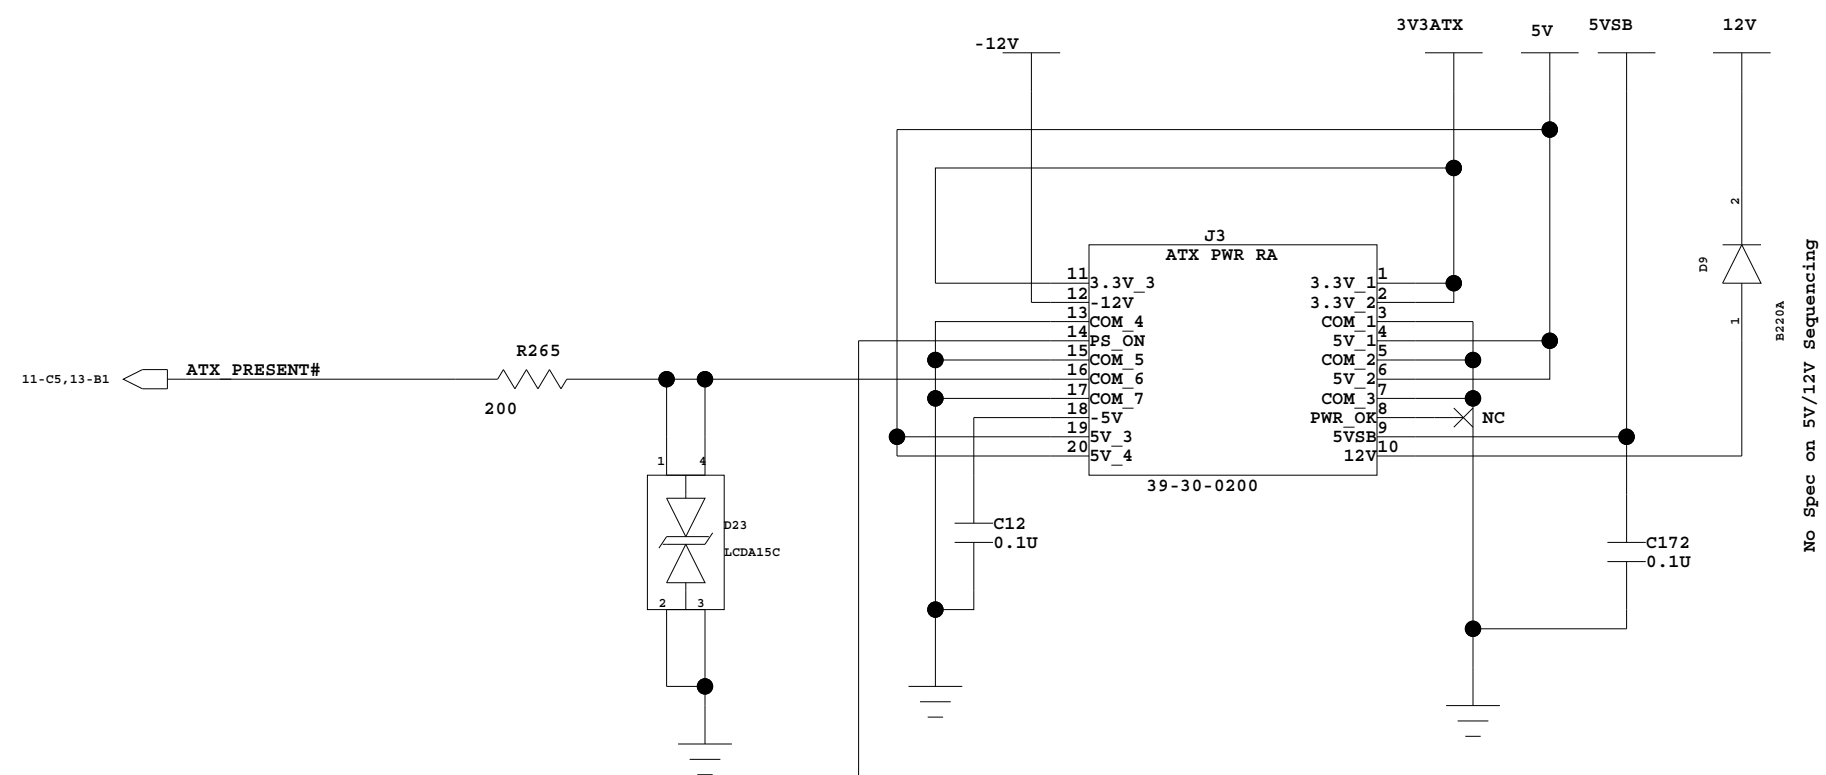 3V3ATX
5V
5VSB
12V
-12V
J3
ATX PWR RA
11
3.3V_3
12
-12V
13
COM_4
14
PS_ON
15
COM_5
16
COM_6
17
COM_7
18
-5V
19
5V_3
20
5V_4
1
3.3V_1
2
3.3V_2
3
COM_1
4
5V_1
5
COM_2
6
5V_2
7
COM_3
8
PWR_OK
NC
9
5VSB
10
12V
39-30-0200
2
D9
1
B220A
No Spec on 5V/12V Sequencing
R265
200
ATX_PRESENT#
11-C5,13-B1
1
4
D23
LCDA15C
2
3
C12
0.1U
C172
0.1U